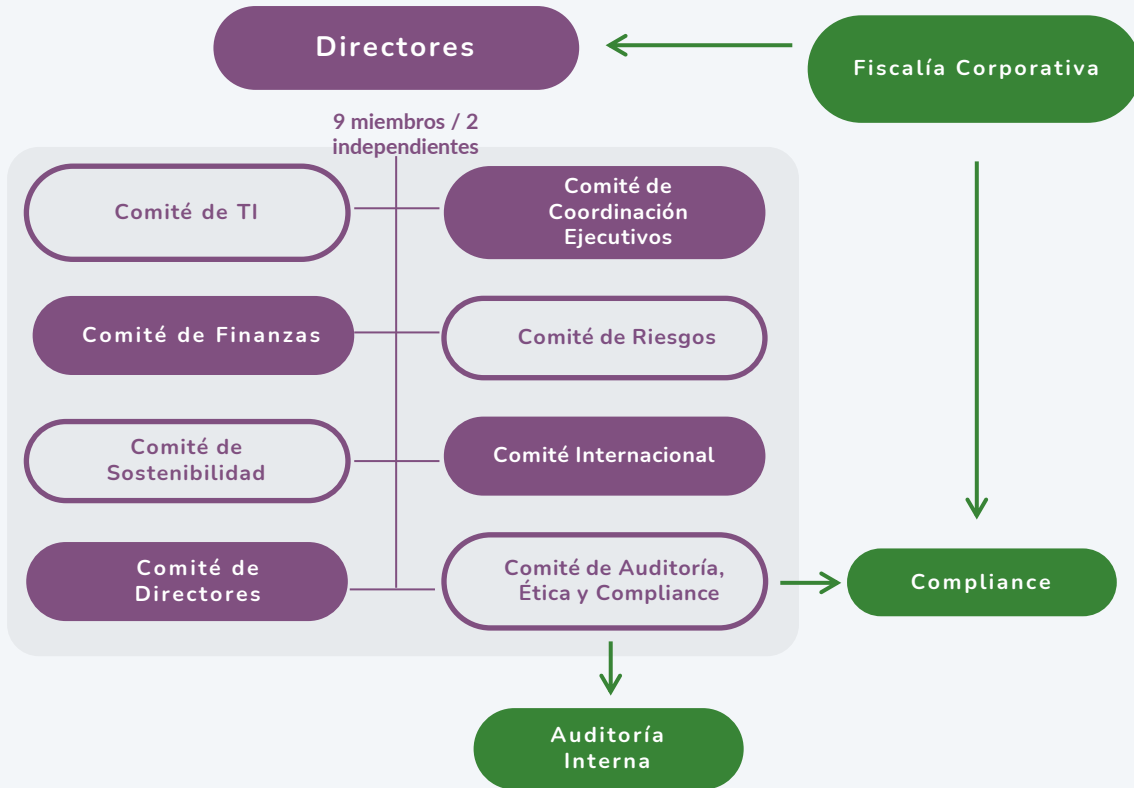 Directores
Fiscalía Corporativa
9 miembros / 2
independientes
Comité de TI
Comité de
Coordinación
Ejecutivos
Comité de Finanzas
Comité de Riesgos
Comité de
Sostenibilidad
Comité Internacional
Comité de
Directores
Comité de Auditoría,
Ética y Compliance
Compliance
Auditoría
Interna